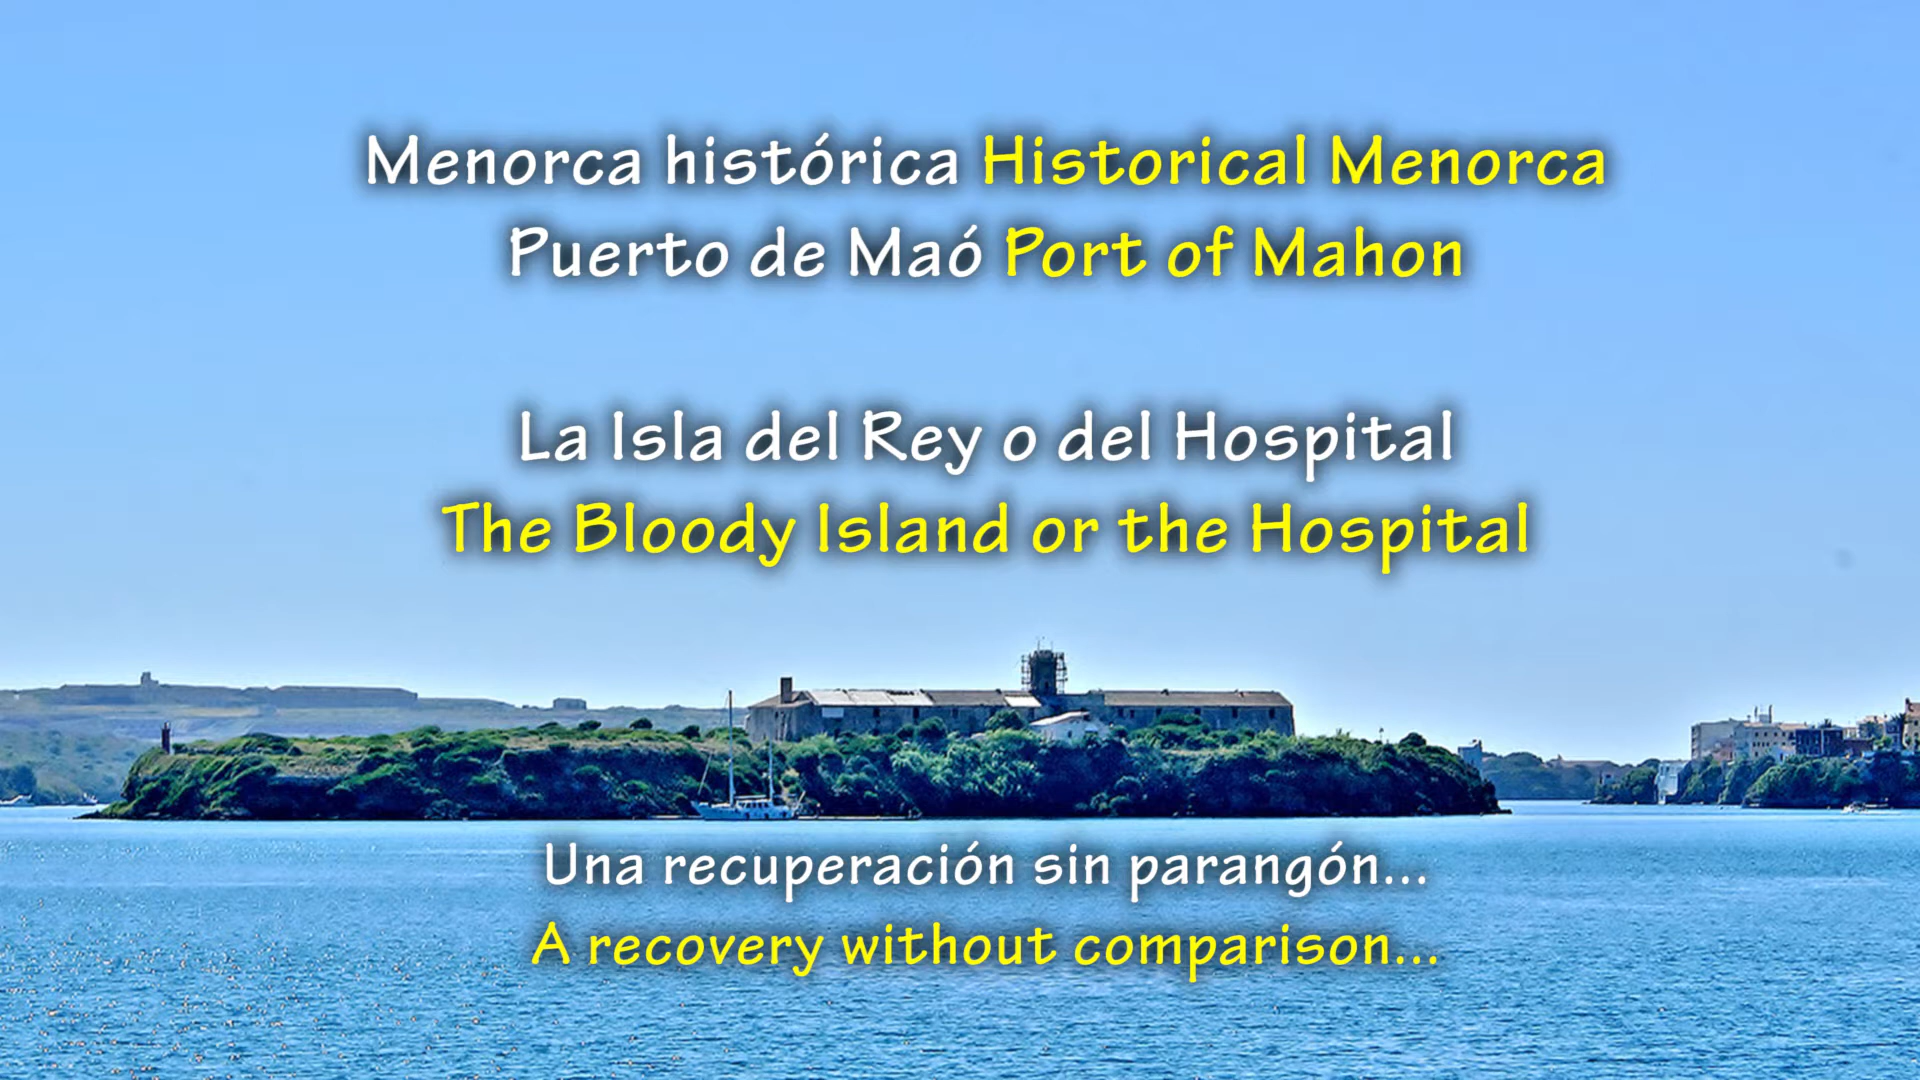 Menorca histórica Historical Menorca
Puerto de Maó Port of Mahon
La Isla del Rey o del Hospital
The Bloody Island or the Hospital
Una recuperación sin parangón...
A recovery without comparison...